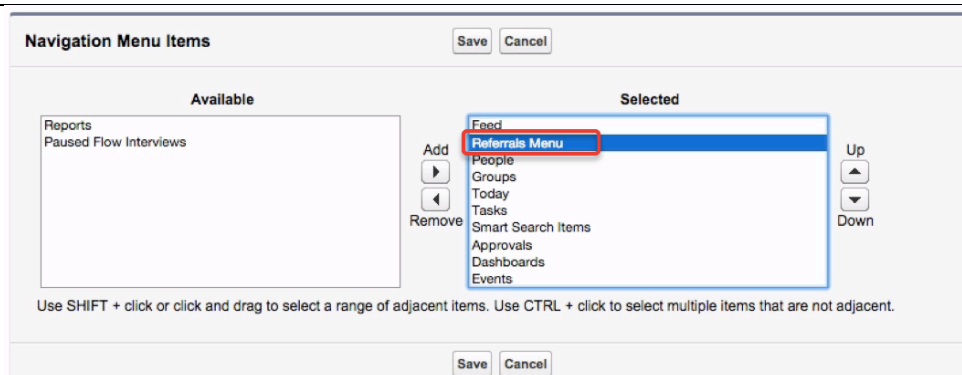 Navigation Menu Items
Save Cancel
Available
Selected
Reports
Paused Flow Interviews
Add
Remove
Feed
Referrals Menu
People
Groups
Today
Tasks
Smart Search Items
Approvals
Dashboards
Events
Up
Down
Use SHIFT + click or click and drag to select a range of adjacent items. Use CTRL + click to select multiple items that are not adjacent.
Save Cancel